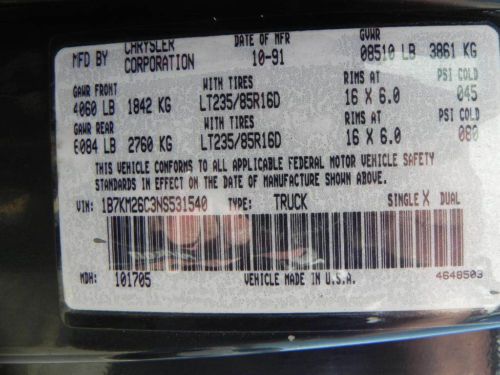 MFD BY CHRYSLER CORPORATION DATE OF MFR 10-91 GVWR 08510 LB 3861 KG
GAWR FRONT WITH TIRES RIMS AT PSI COLD
4060 LB 1842 KG LT235/85R16D 16 X 6.0 045
GAWR REAR WITH TIRES RIMS AT PSI COLD
6084 LB 2760 KG LT235/85R16D 16 X 6.0 080
THIS VEHICLE CONFORMS TO ALL APPLICABLE FEDERAL MOTOR VEHICLE SAFETY
STANDARDS IN EFFECT ON THE DATE OF MANUFACTURE SHOWN ABOVE.
VIN: 1B7KM26C3NS531540 TYPE: TRUCK SINGLE X DUAL
MDH: 101705 VEHICLE MADE IN U.S.A. 4648503